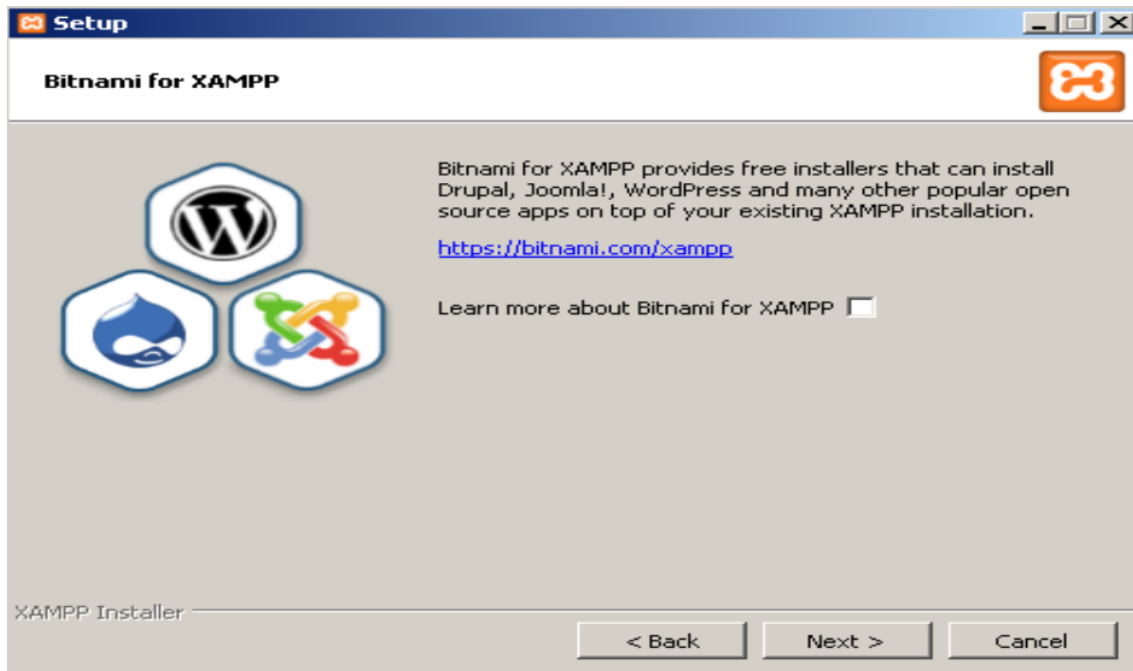 Setup
Bitnami for XAMPP
Bitnami for XAMPP provides free installers that can install
Drupal, Joomla!, WordPress and many other popular open
source apps on top of your existing XAMPP installation.
https://bitnami.com/xampp
Learn more about Bitnami for XAMPP
XAMPP Installer
< Back Next > Cancel